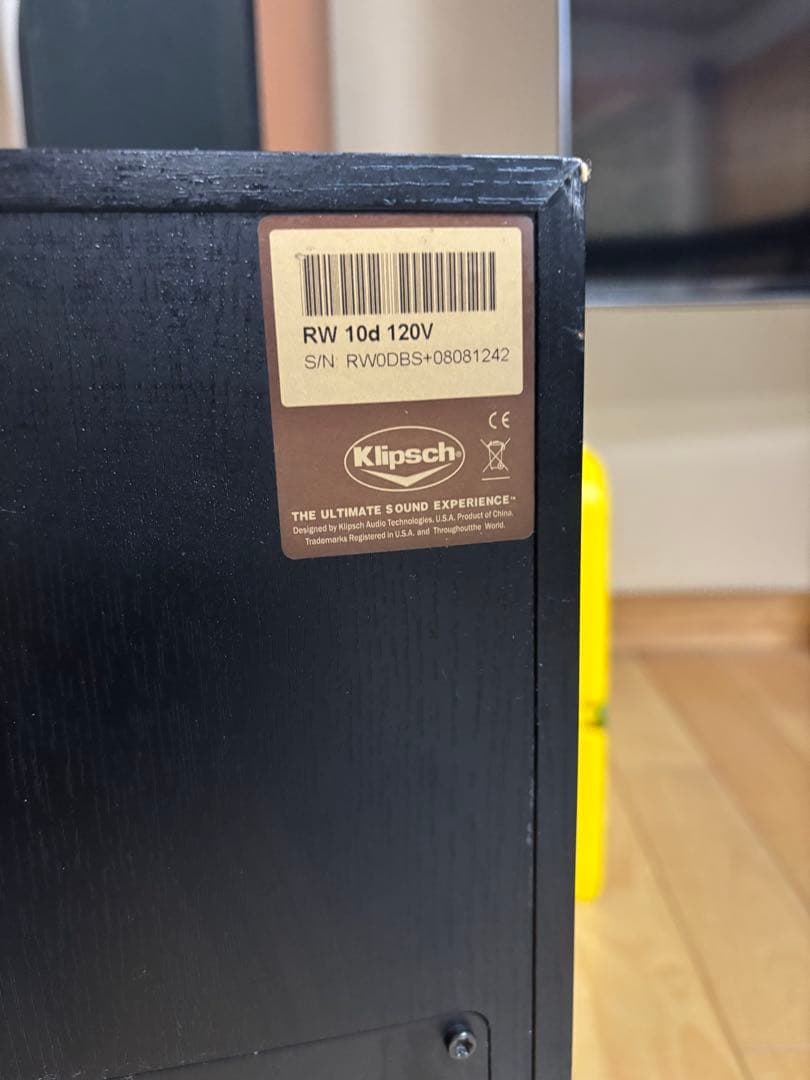 RW 10d 120V
S/N: RW0DBS+08081242
CE
Klipsch®
THE ULTIMATE SOUND EXPERIENCE™
Designed by Klipsch Audio Technologies, U.S.A. Product of China.
Trademarks Registered in U.S.A. and Throughoutthe World.